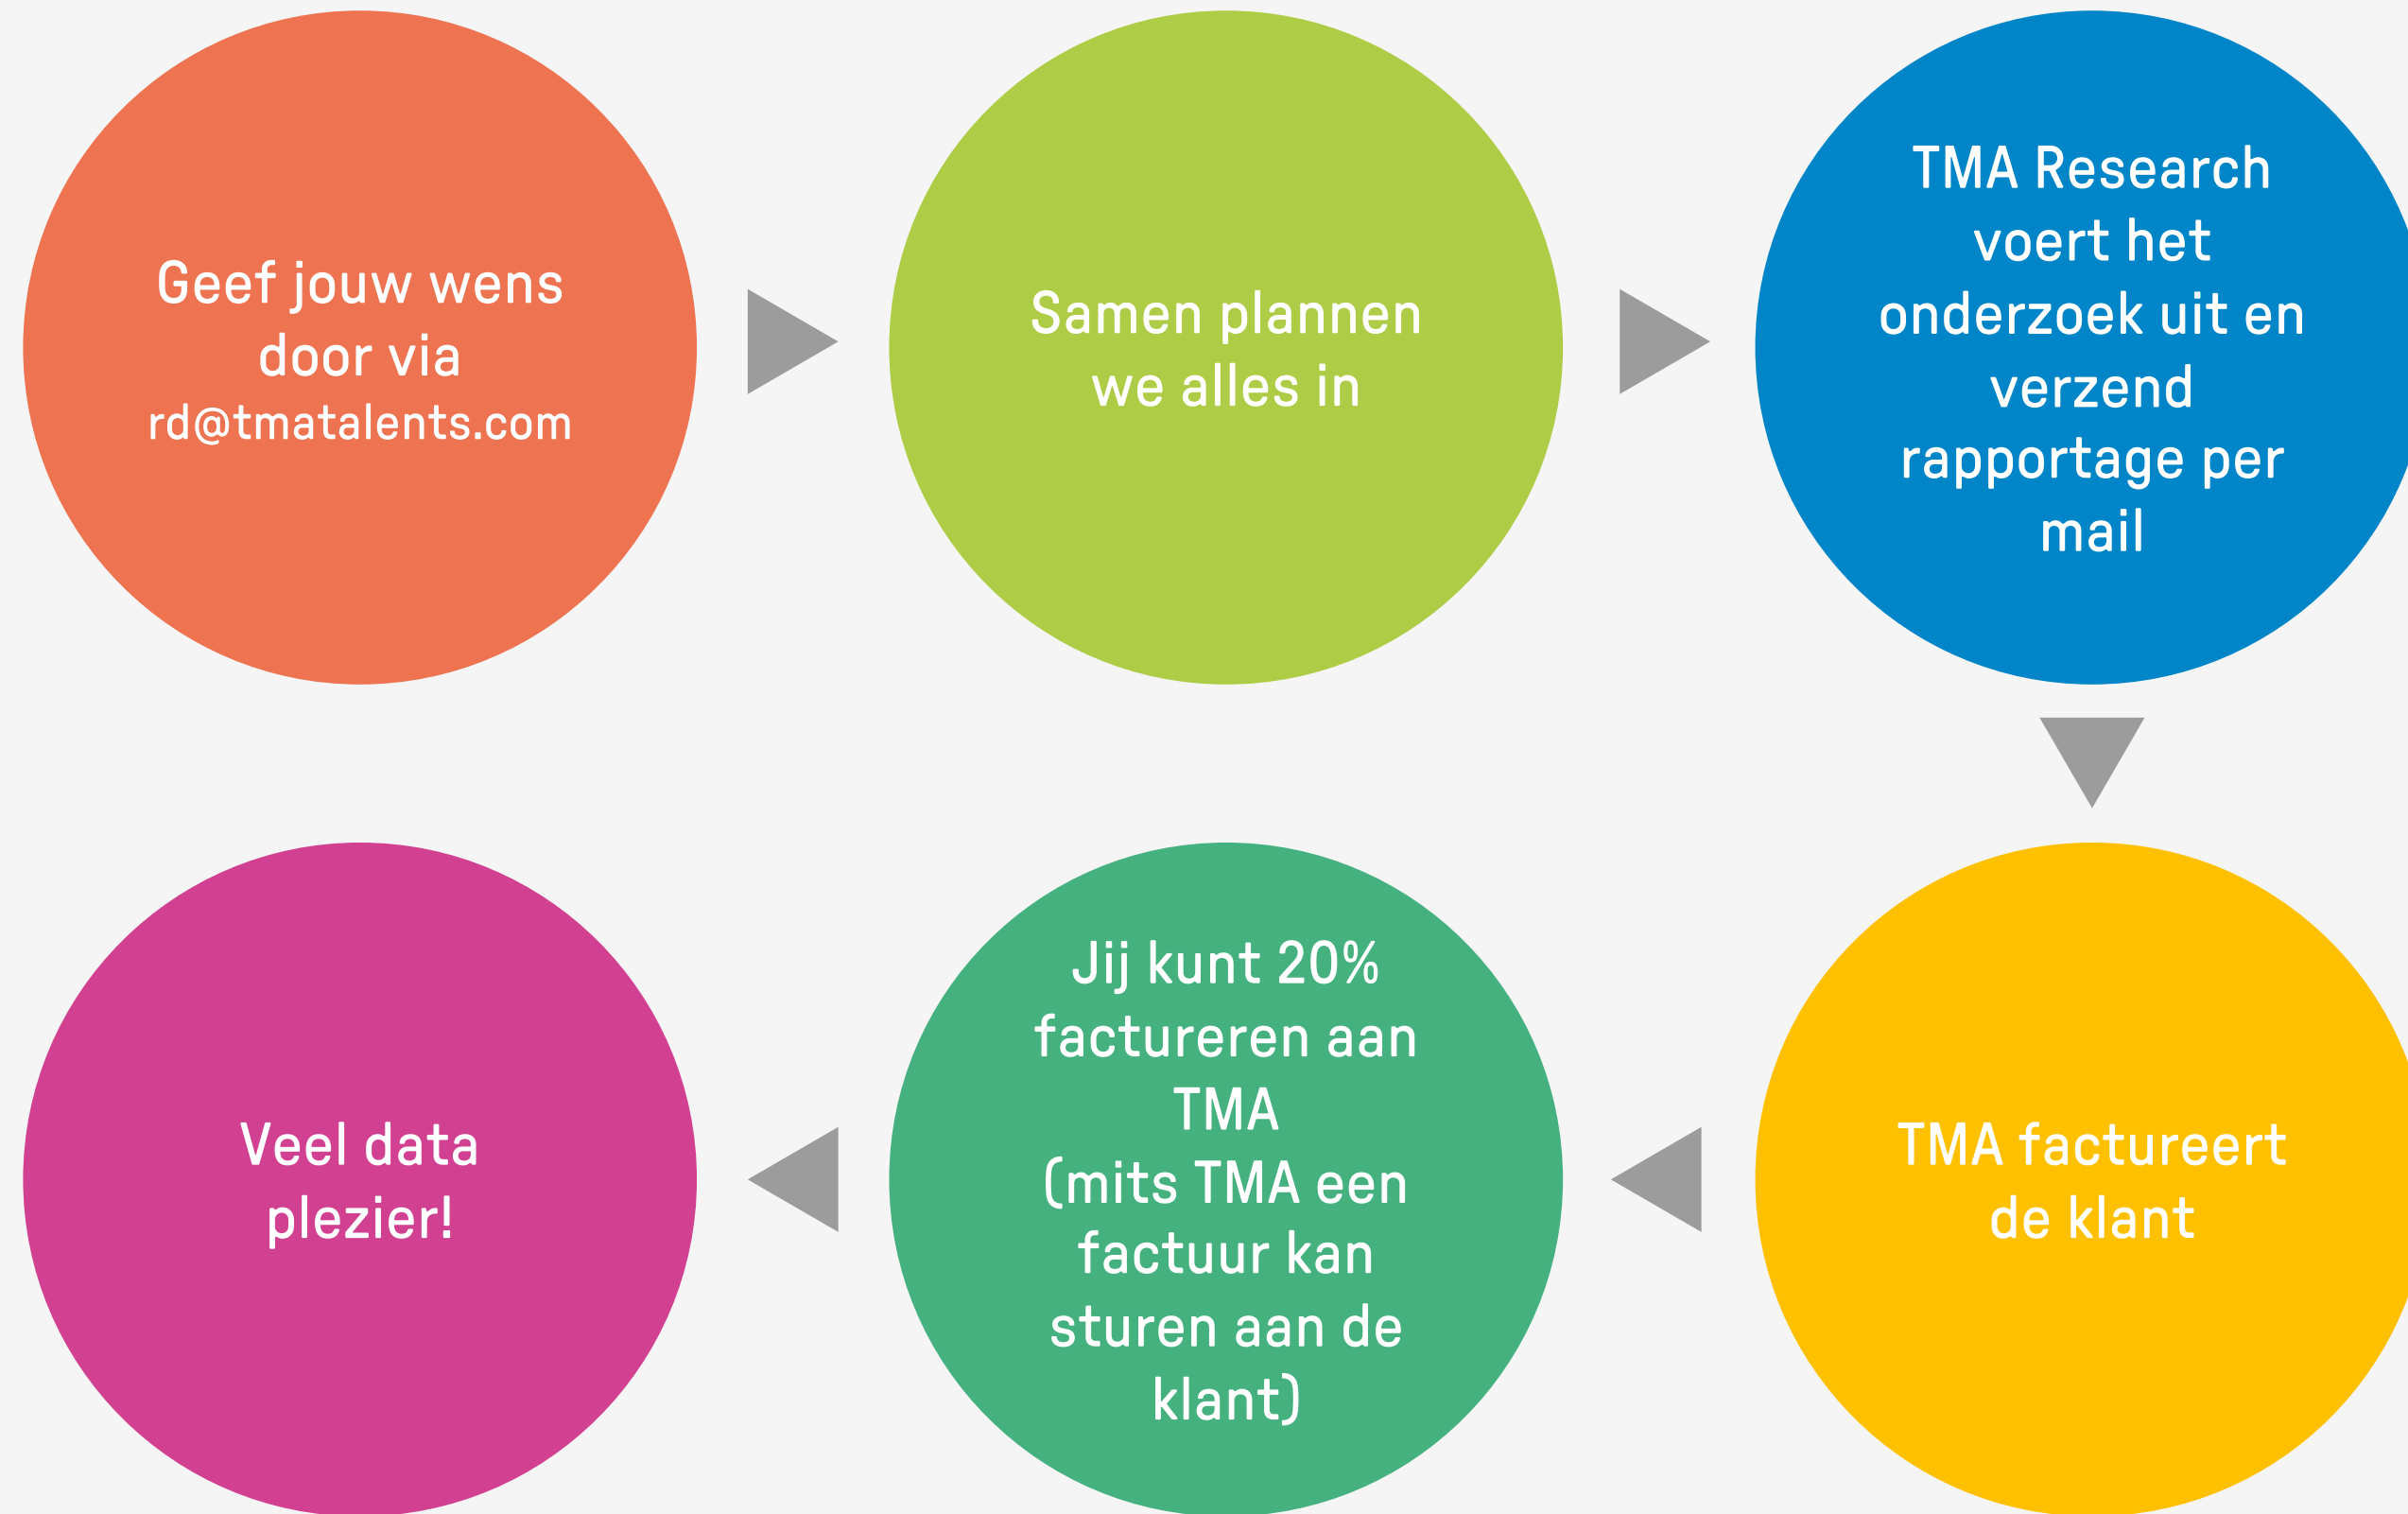 Geef jouw wens
door via
rd@tmatalents.com
Samen plannen
we alles in
TMA Research
voert het
onderzoek uit en
verzend
rapportage per
mail
TMA factureert
de klant
Jij kunt 20%
factureren aan
TMA
(mits TMA een
factuur kan
sturen aan de
klant)
Veel data
plezier!